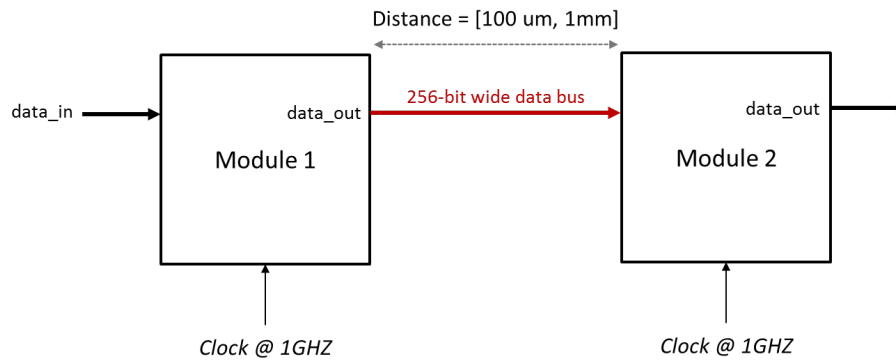 Distance = [100 um, 1mm]
data_in
data_out
256-bit wide data bus
data_out
Module 1
Module 2
Clock @ 1GHZ
Clock @ 1GHZ